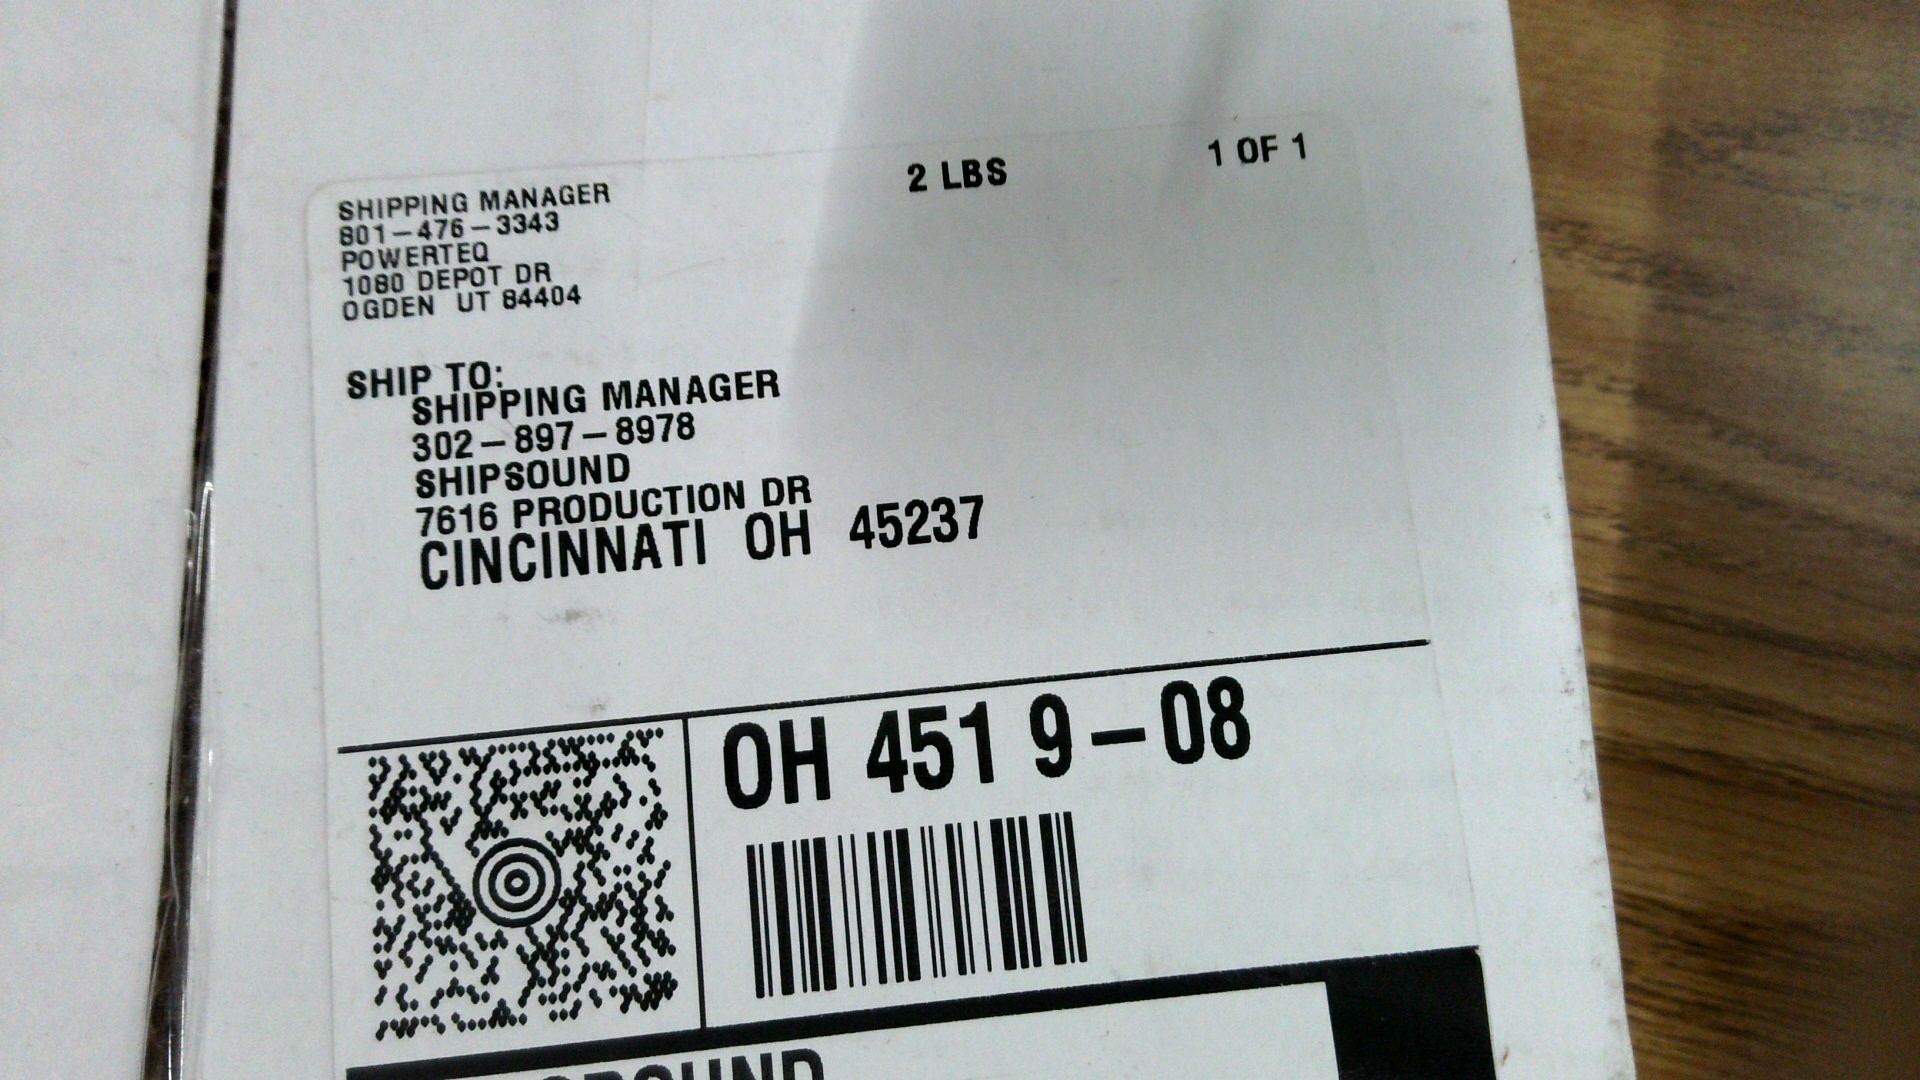 SHIPPING MANAGER
801-476-3343
POWERTEQ
1080 DEPOT DR
OGDEN UT 84404
2 LBS
1 OF 1
SHIP TO:
SHIPPING MANAGER
302-897-8978
SHIPSOUND
7616 PRODUCTION DR
CINCINNATI OH 45237
OH 451 9-08